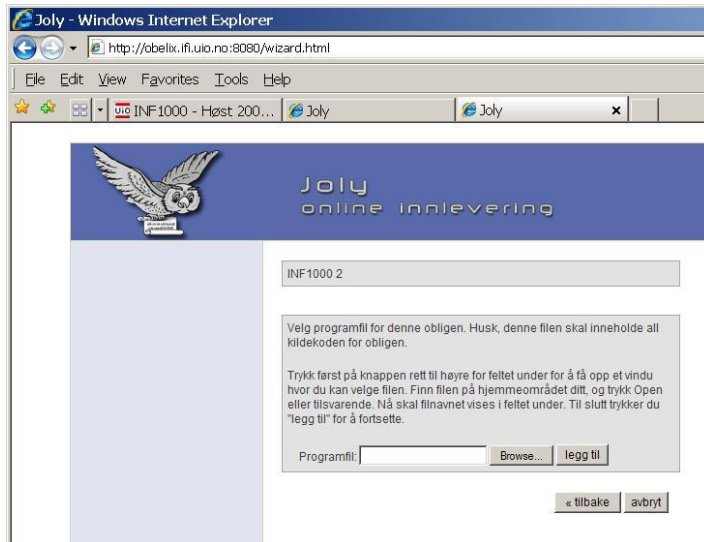 Joly - Windows Internet Explorer
http://obelix.ifi.uio.no:8080/wizard.html
File Edit View Favorites Tools Help
UiO INF1000 - Høst 200... Joly Joly x
Joly
online innlevering
INF1000 2
Velg programfil for denne obligen. Husk, denne filen skal inneholde all
kildekoden for obligen.
Trykk først på knappen rett til høyre for feltet under for å få opp et vindu
hvor du kan velge filen. Finn filen på hjemmeområdet ditt, og trykk Open
eller tilsvarende. Nå skal filnavnet vises i feltet under. Til slutt trykker du
"legg til" for å fortsette.
Programfil: Browse... legg til
« tilbake avbryt